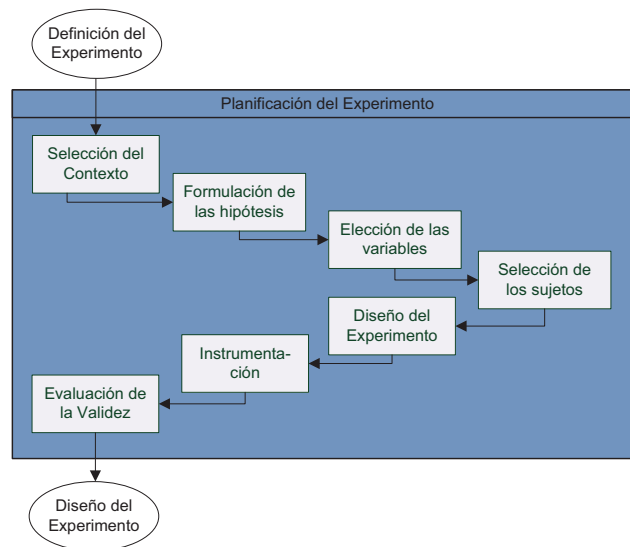 Definición del
Experimento
Planificación del Experimento
Selección del
Contexto
Formulación de
las hipótesis
Elección de las
variables
Selección de
los sujetos
Diseño del
Experimento
Instrumenta-
ción
Evaluación de
la Validez
Diseño del
Experimento